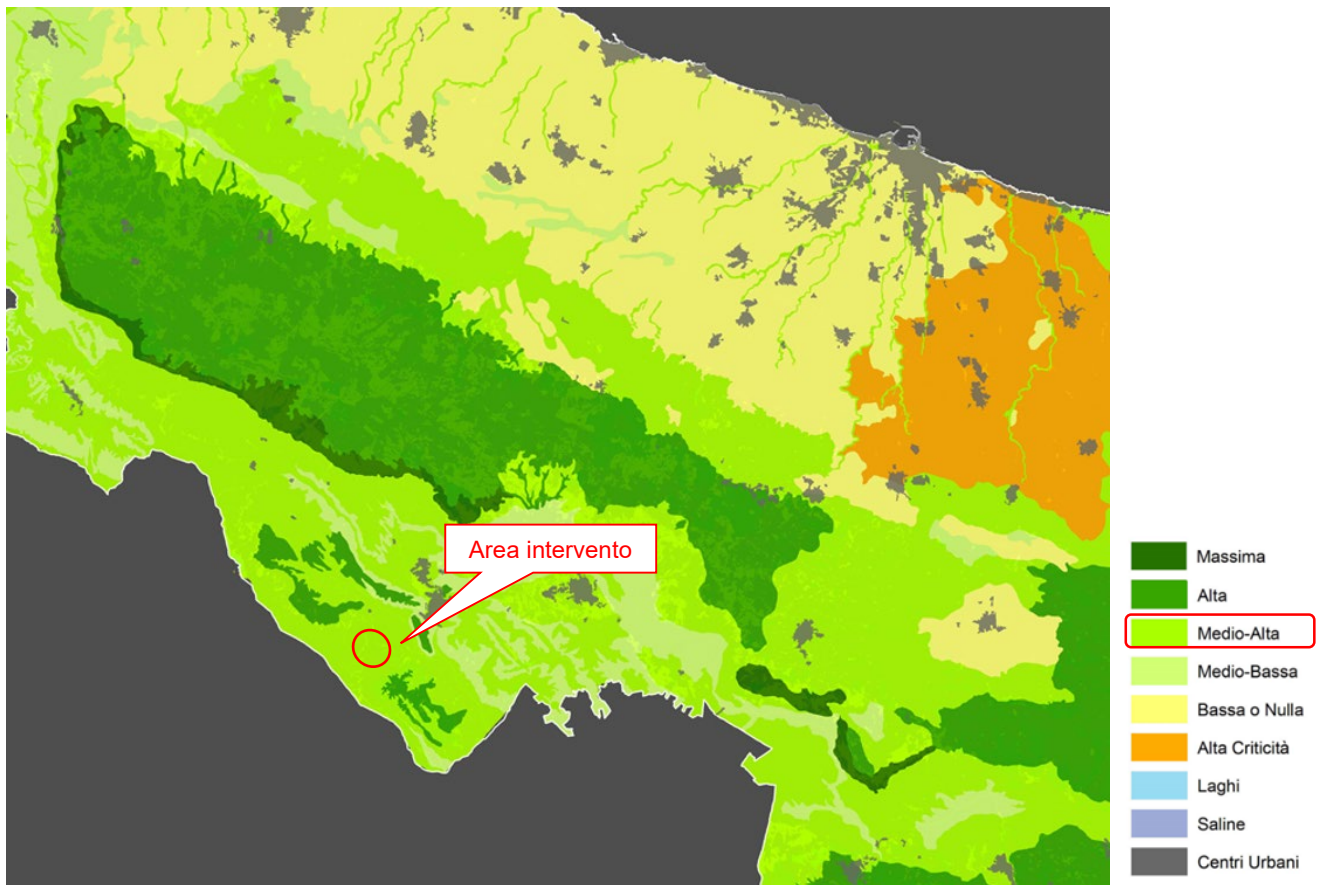 Area intervento
Massima
Alta
Medio-Alta
Medio-Bassa
Bassa o Nulla
Alta Criticità
Laghi
Saline
Centri Urbani